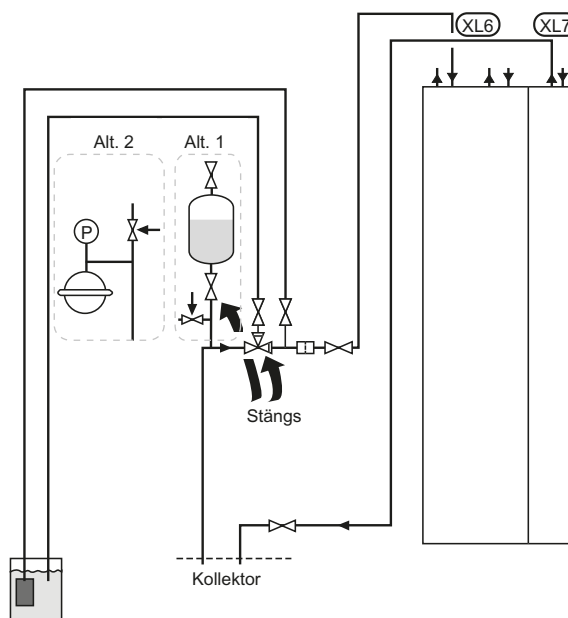 XL6
XL7
Alt. 2
Alt. 1
P
Stängs
Kollektor